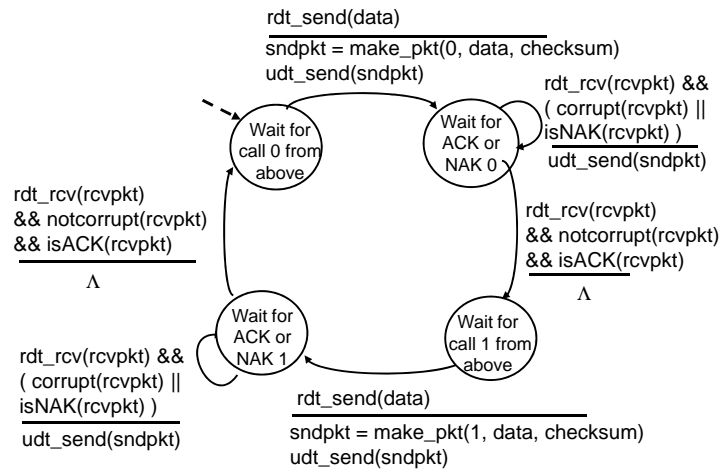 rdt_send(data)
sndpkt = make_pkt(0, data, checksum)
udt_send(sndpkt)
Wait for
call 0 from
above
Wait for
ACK or
NAK 0
rdt_rcv(rcvpkt) &&
( corrupt(rcvpkt) ||
isNAK(rcvpkt) )
udt_send(sndpkt)
rdt_rcv(rcvpkt)
&& notcorrupt(rcvpkt)
&& isACK(rcvpkt)
Λ
rdt_rcv(rcvpkt)
&& notcorrupt(rcvpkt)
&& isACK(rcvpkt)
Λ
Wait for
ACK or
NAK 1
Wait for
call 1 from
above
rdt_rcv(rcvpkt) &&
( corrupt(rcvpkt) ||
isNAK(rcvpkt) )
udt_send(sndpkt)
rdt_send(data)
sndpkt = make_pkt(1, data, checksum)
udt_send(sndpkt)